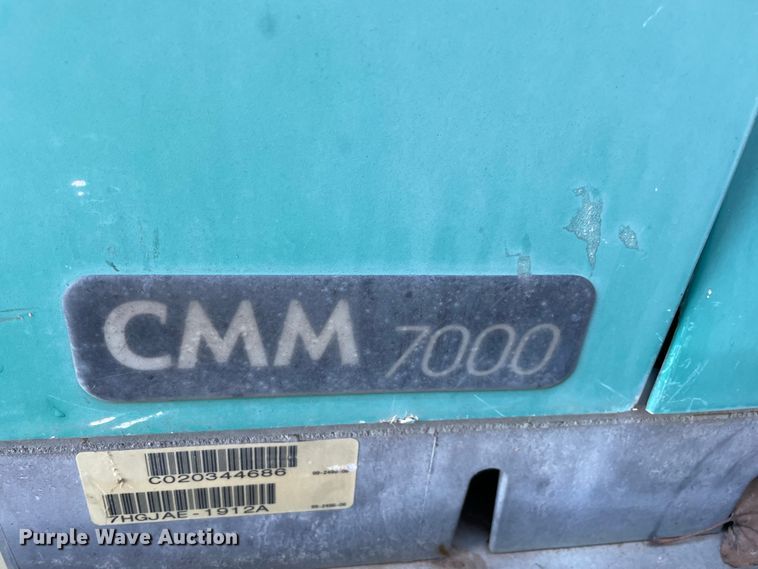 CMM 7000
C020344686
7HGJAE-1912A
Purple Wave Auction